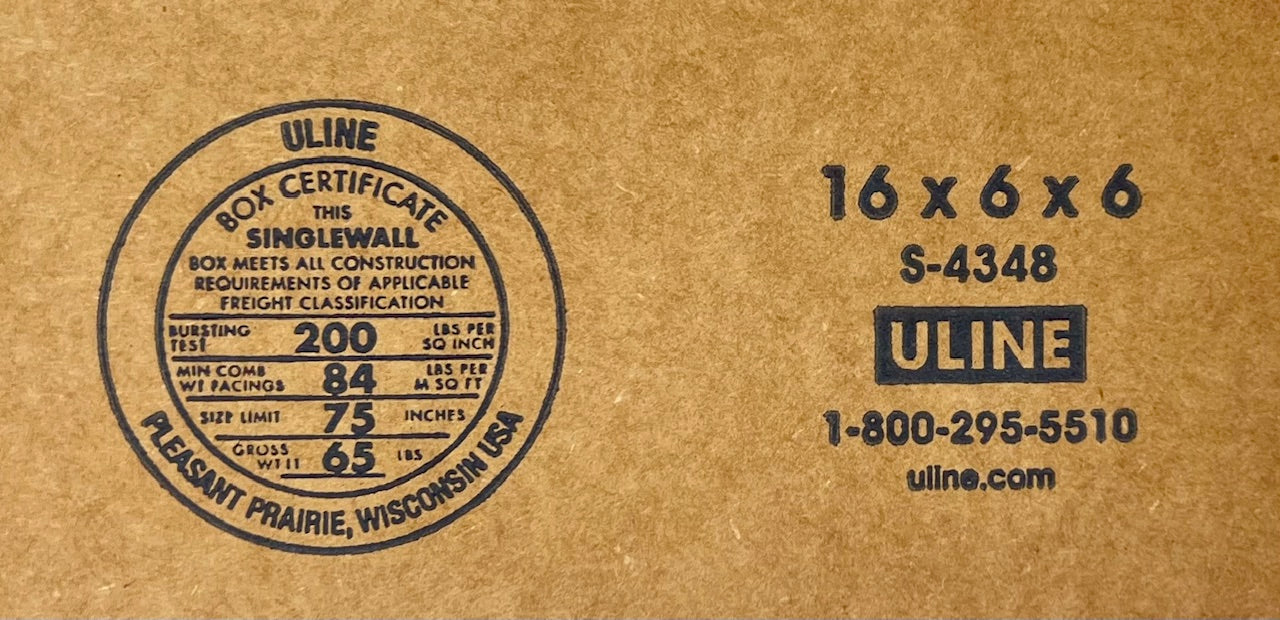 ULINE
BOX CERTIFICATE
THIS
SINGLEWALL
BOX MEETS ALL CONSTRUCTION
REQUIREMENTS OF APPLICABLE
FREIGHT CLASSIFICATION
BURSTING TEST 200 LBS PER SQ INCH
MIN COMB WT FACINGS 84 LBS PER M SQ FT
SIZE LIMIT 75 INCHES
GROSS WT LT 65 LBS
PLEASANT PRAIRIE, WISCONSIN USA
16 x 6 x 6
S-4348
ULINE
1-800-295-5510
uline.com